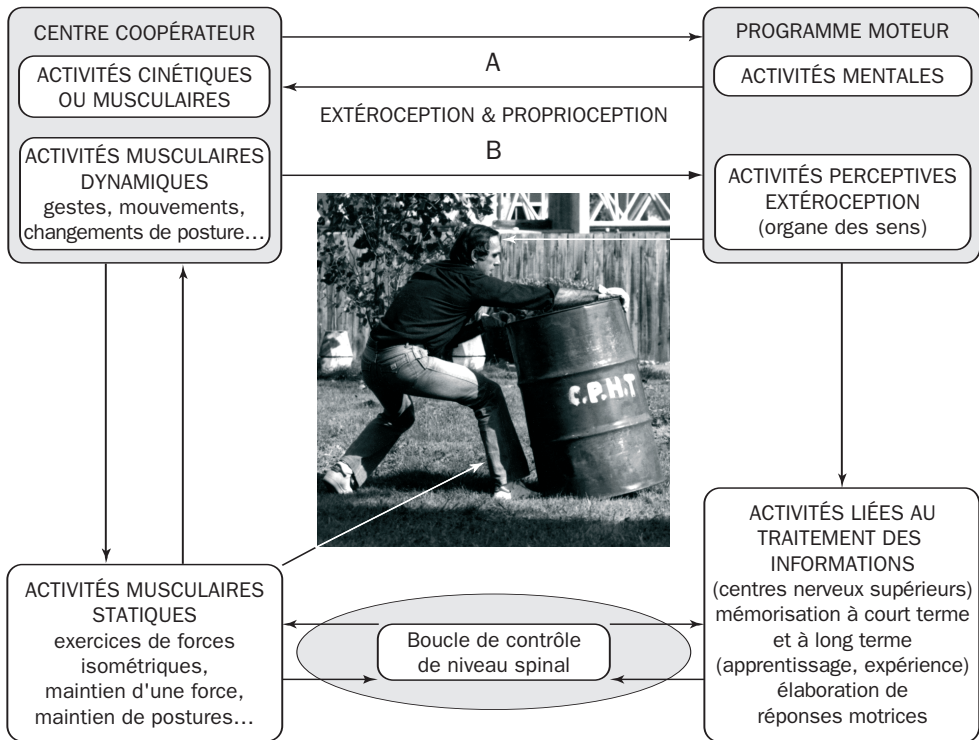 CENTRE COOPÉRATEUR
ACTIVITÉS CINÉTIQUES
OU MUSCULAIRES
ACTIVITÉS MUSCULAIRES
DYNAMIQUES
gestes, mouvements,
changements de posture…
A
EXTÉROCEPTION & PROPRIOCEPTION
B
PROGRAMME MOTEUR
ACTIVITÉS MENTALES
ACTIVITÉS PERCEPTIVES
EXTÉROCEPTION
(organe des sens)
C.P.H.T
ACTIVITÉS MUSCULAIRES
STATIQUES
exercices de forces
isométriques,
maintien d'une force,
maintien de postures…
Boucle de contrôle
de niveau spinal
ACTIVITÉS LIÉES AU
TRAITEMENT DES
INFORMATIONS
(centres nerveux supérieurs)
mémorisation à court terme
et à long terme
(apprentissage, expérience)
élaboration de
réponses motrices